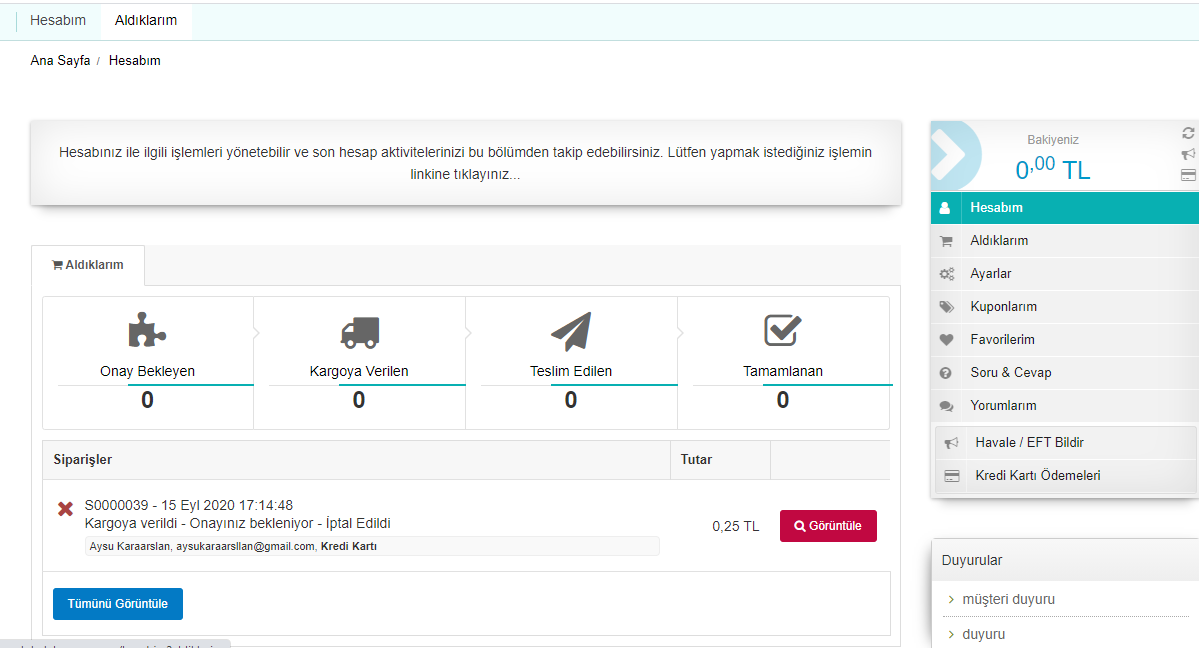 Hesabım Aldıklarım
Ana Sayfa / Hesabım
Hesabınız ile ilgili işlemleri yönetebilir ve son hesap aktivitelerinizi bu bölümden takip edebilirsiniz. Lütfen yapmak istediğiniz işlemin
linkine tıklayınız...
Aldıklarım
Onay Bekleyen
0
Kargoya Verilen
0
Teslim Edilen
0
Tamamlanan
0
Siparişler Tutar
S0000039 - 15 Eyl 2020 17:14:48
Kargoya verildi - Onayınız bekleniyor - İptal Edildi
Aysu Karaarslan, aysukaraarsllan@gmail.com, Kredi Kartı
0,25 TL
Görüntüle
Tümünü Görüntüle
Bakiyeniz
0,00 TL
Hesabım
Aldıklarım
Ayarlar
Kuponlarım
Favorilerim
Soru & Cevap
Yorumlarım
Havale / EFT Bildir
Kredi Kartı Ödemeleri
Duyurular
müşteri duyuru
duyuru